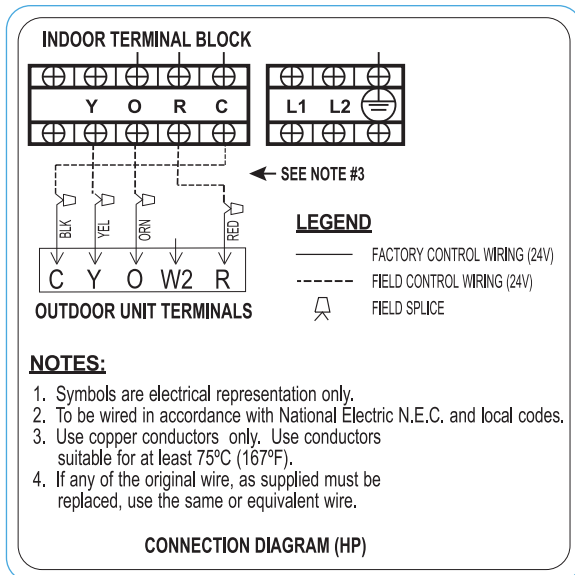 INDOOR TERMINAL BLOCK
Y O R C
L1 L2
SEE NOTE #3
BLK
YEL
ORN
RED
C Y O W2 R
OUTDOOR UNIT TERMINALS
LEGEND
FACTORY CONTROL WIRING (24V)
FIELD CONTROL WIRING (24V)
FIELD SPLICE
NOTES:
1. Symbols are electrical representation only.
2. To be wired in accordance with National Electric N.E.C. and local codes.
3. Use copper conductors only. Use conductors
suitable for at least 75ºC (167ºF).
4. If any of the original wire, as supplied must be
replaced, use the same or equivalent wire.
CONNECTION DIAGRAM (HP)